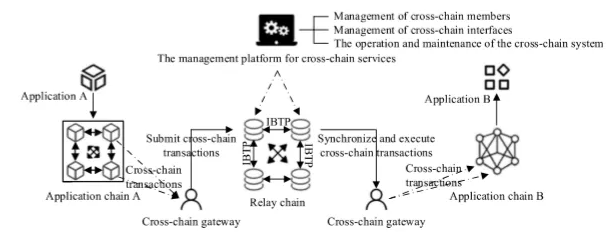 Management of cross-chain members
Management of cross-chain interfaces
The operation and maintenance of the cross-chain system
The management platform for cross-chain services
Application A
Application B
IBTP
Submit cross-chain
transactions
IBTP
IBTP
Synchronize and execute
cross-chain transactions
Cross-chain
transactions
Cross-chain
transactions
Application chain A
Relay chain
Application chain B
Cross-chain gateway
Cross-chain gateway